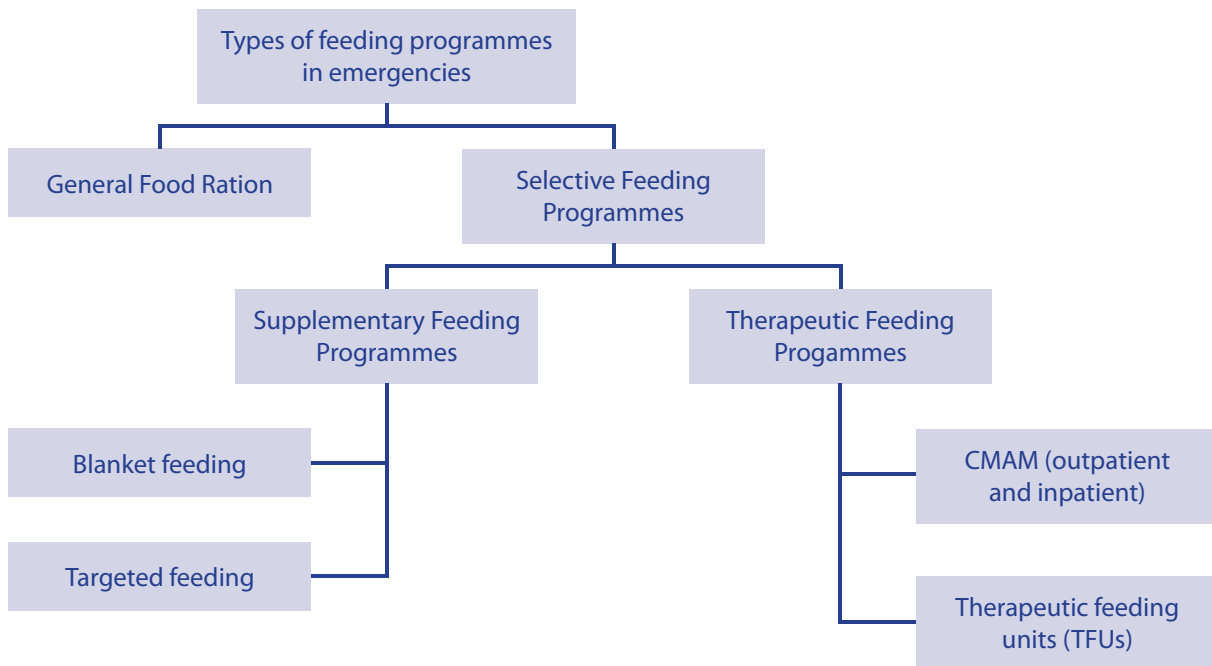 Types of feeding programmes
in emergencies
General Food Ration
Selective Feeding
Programmes
Supplementary Feeding
Programmes
Therapeutic Feeding
Progammes
Blanket feeding
CMAM (outpatient
and inpatient)
Targeted feeding
Therapeutic feeding
units (TFUs)